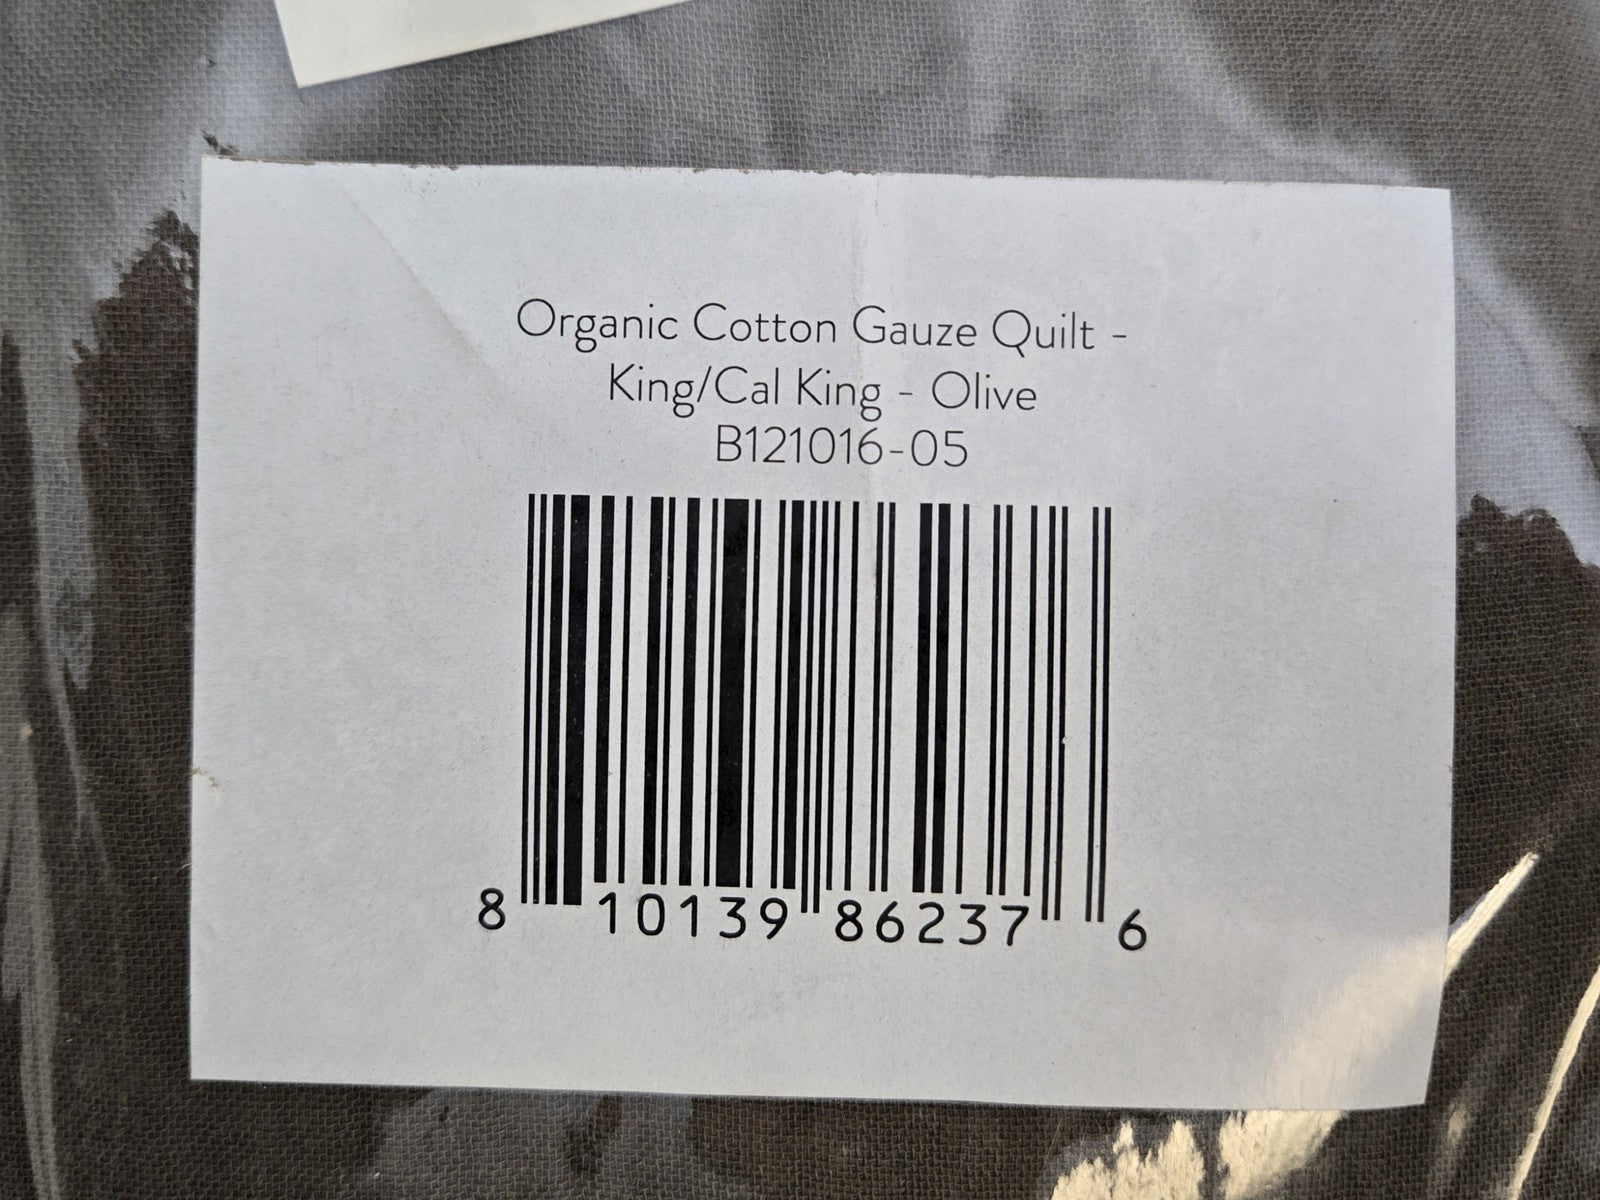 Organic Cotton Gauze Quilt -
King/Cal King - Olive
B121016-05
8 10139 86237 6